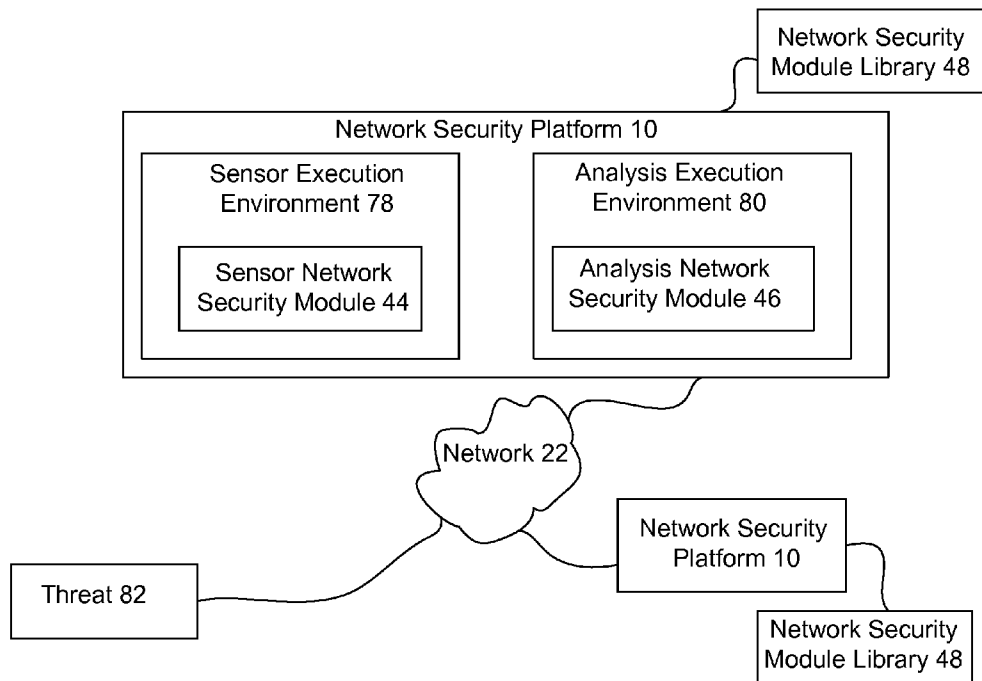 Network Security
Module Library 48
Network Security Platform 10
Sensor Execution
Environment 78
Sensor Network
Security Module 44
Analysis Execution
Environment 80
Analysis Network
Security Module 46
Network 22
Network Security
Platform 10
Threat 82
Network Security
Module Library 48